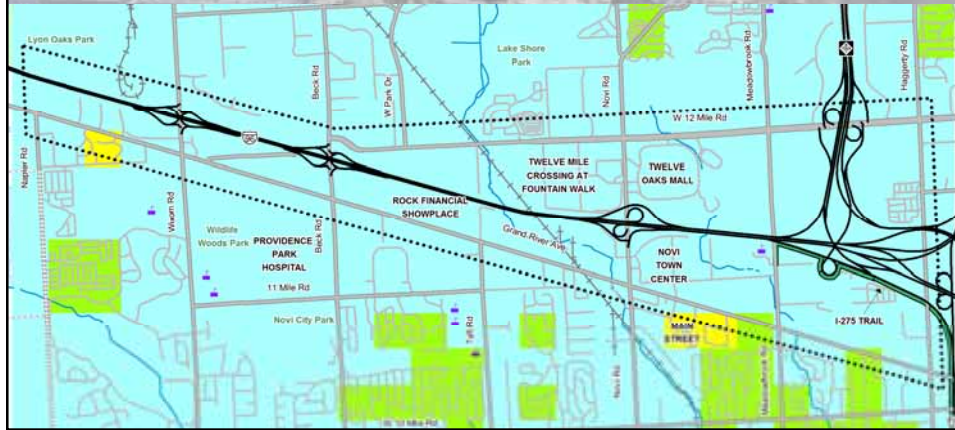 Lyon Oaks Park
Lake Shore
Park
Beck Rd
W Park Dr
Novi Rd
Meadowbrook Rd
Haggerty Rd
W 12 Mile Rd
Napier Rd
Wixom Rd
TWELVE MILE
CROSSING AT
FOUNTAIN WALK
TWELVE
OAKS MALL
ROCK FINANCIAL
SHOWPLACE
Grand River Ave
Wildlife
Woods Park
Beck Rd
PROVIDENCE
PARK
HOSPITAL
NOVI
TOWN
CENTER
11 Mile Rd
Novi City Park
Taft Rd
I-275 TRAIL
MAIN
STREET
Novi Rd
Meadowbrook Rd
W 10 Mile Rd